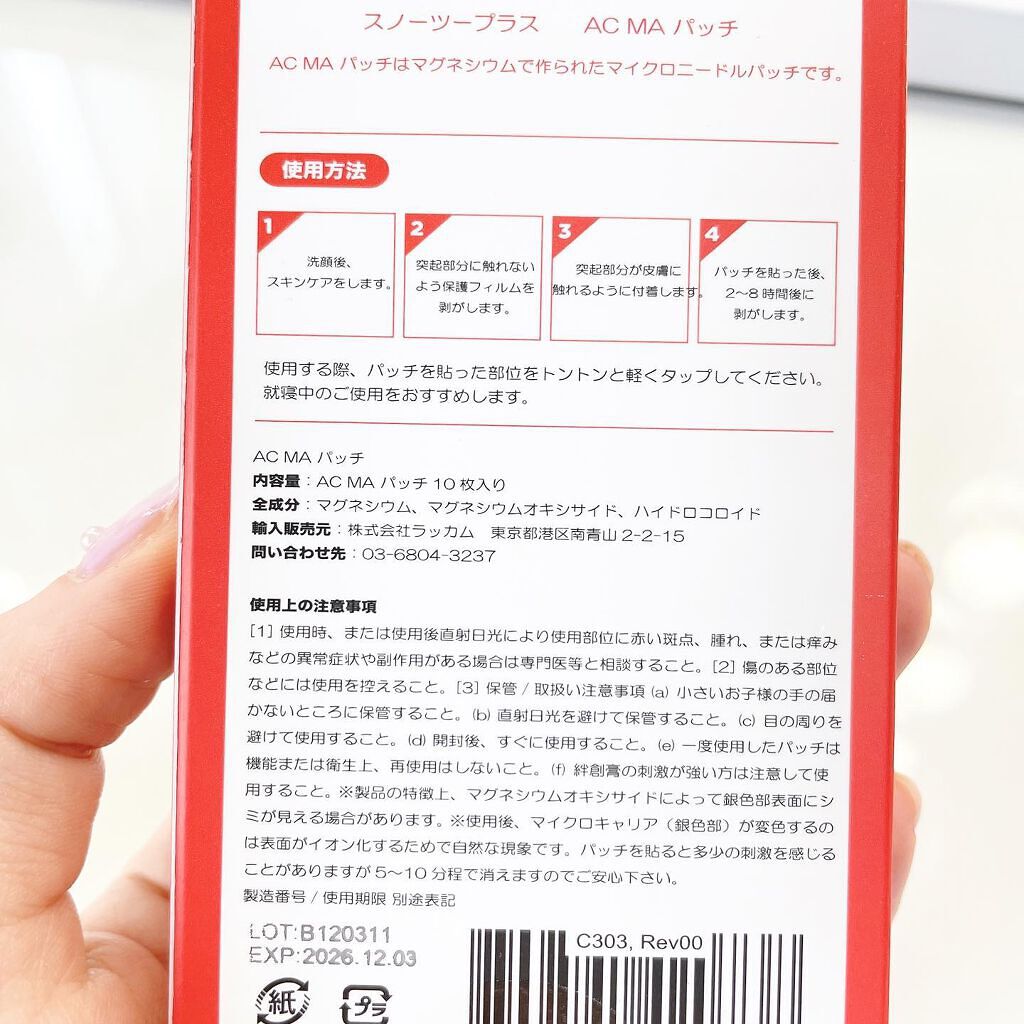 スノーツープラス　AC MA パッチ
AC MA パッチはマグネシウムで作られたマイクロニードルパッチです。
使用方法
1
洗顔後、
スキンケアをします。
2
突起部分に触れない
よう保護フィルムを
剥がします。
3
突起部分が皮膚に
触れるように付着します。
4
パッチを貼った後、
2〜8 時間後に
剥がします。
使用する際、パッチを貼った部位をトントンと軽くタップしてください。
就寝中のご使用をおすすめします。
AC MA パッチ
内容量：AC MA パッチ 10 枚入り
全成分：マグネシウム、マグネシウムオキシサイド、ハイドロコロイド
輸入販売元：株式会社ラッカム　東京都港区南青山 2-2-15
問い合わせ先：03-6804-3237
使用上の注意事項
[1] 使用時、または使用後直射日光により使用部位に赤い斑点、腫れ、または痒み
などの異常症状や副作用がある場合は専門医等と相談すること。[2] 傷のある部位
などには使用を控えること。[3] 保管 / 取扱い注意事項 (a) 小さいお子様の手の届
かないところに保管すること。(b) 直射日光を避けて保管すること。(c) 目の周りを
避けて使用すること。(d) 開封後、すぐに使用すること。(e) 一度使用したパッチは
機能または衛生上、再使用はしないこと。(f) 絆創膏の刺激が強い方は注意して使
用すること。※製品の特徴上、マグネシウムオキシサイドによって銀色部表面にシ
ミが見える場合があります。※使用後、マイクロキャリア（銀色部）が変色するの
は表面がイオン化するためで自然な現象です。パッチを貼ると多少の刺激を感じる
ことがありますが 5〜10 分程で消えますのでご安心下さい。
製造番号 / 使用期限 別途表記
LOT:B120311
EXP:2026.12.03
C303, Rev00
紙
プラ